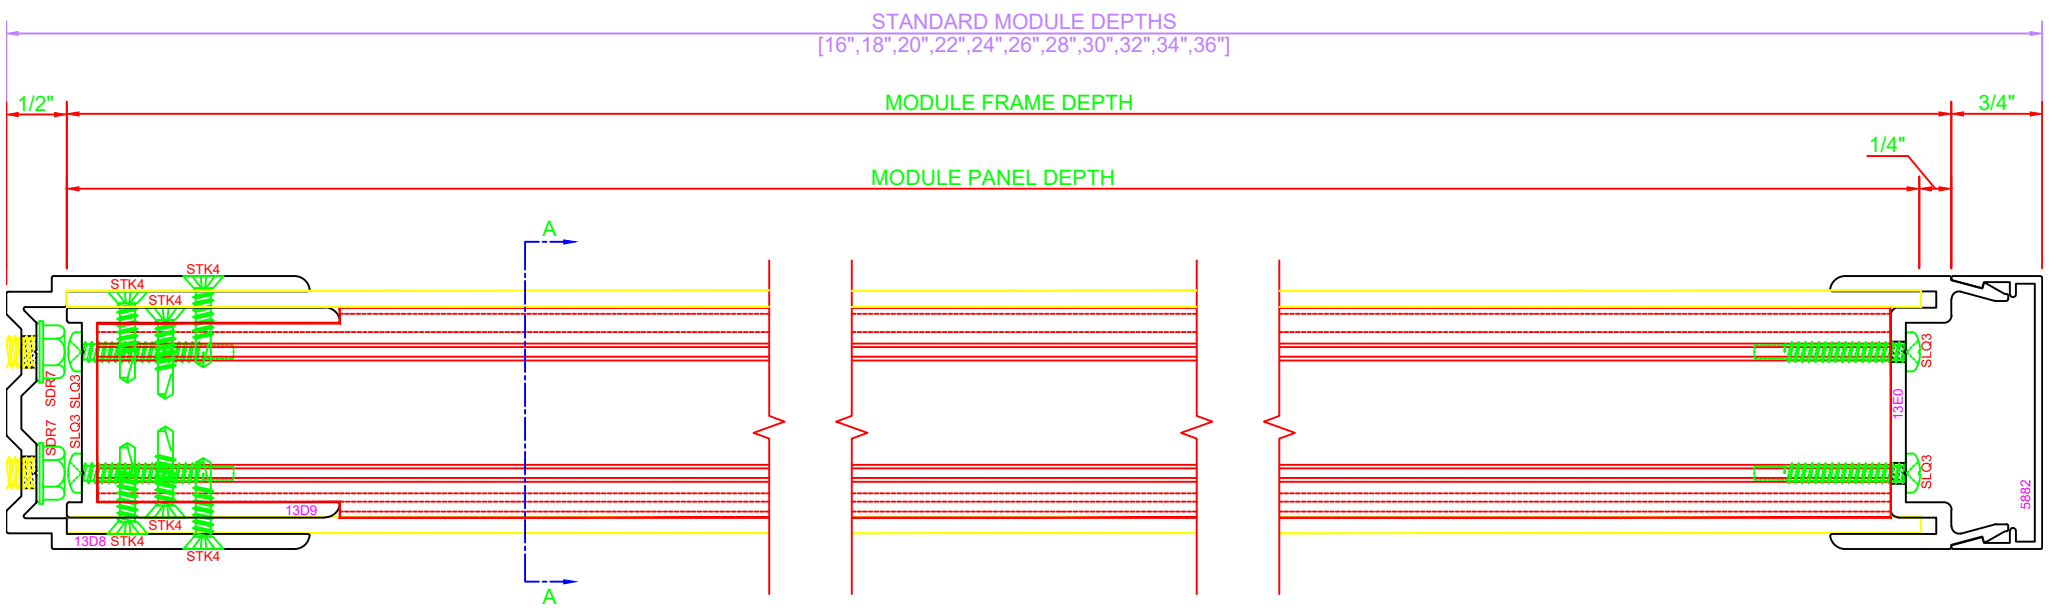 STANDARD MODULE DEPTHS
[16",18",20",22",24",26",28",30",32",34",36"]
1/2"
MODULE FRAME DEPTH
3/4"
1/4"
MODULE PANEL DEPTH
A
STK4
STK4
STK4
SDR7
SLQ3
SDR7
SLQ3
SLQ3
13E0
SLQ3
5882
13D9
STK4
13D8
STK4
STK4
A